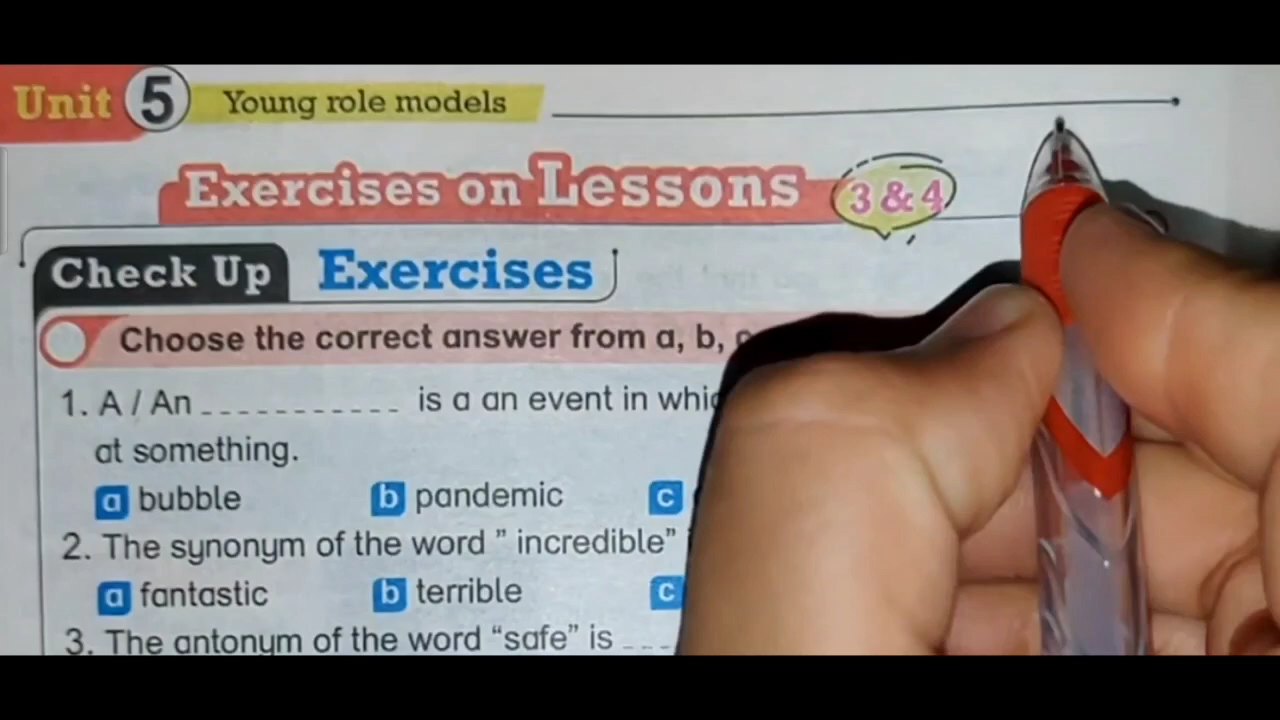 Unit 5 Young role models
Exercises on Lessons 3 & 4
Check Up Exercises
Choose the correct answer from a, b,
1. A / An ____________ is a an event in
at something.
a bubble b pandemic c
2. The synonym of the word ” incredible”
a fantastic b terrible c
3. The antonym of the word “safe” is ___